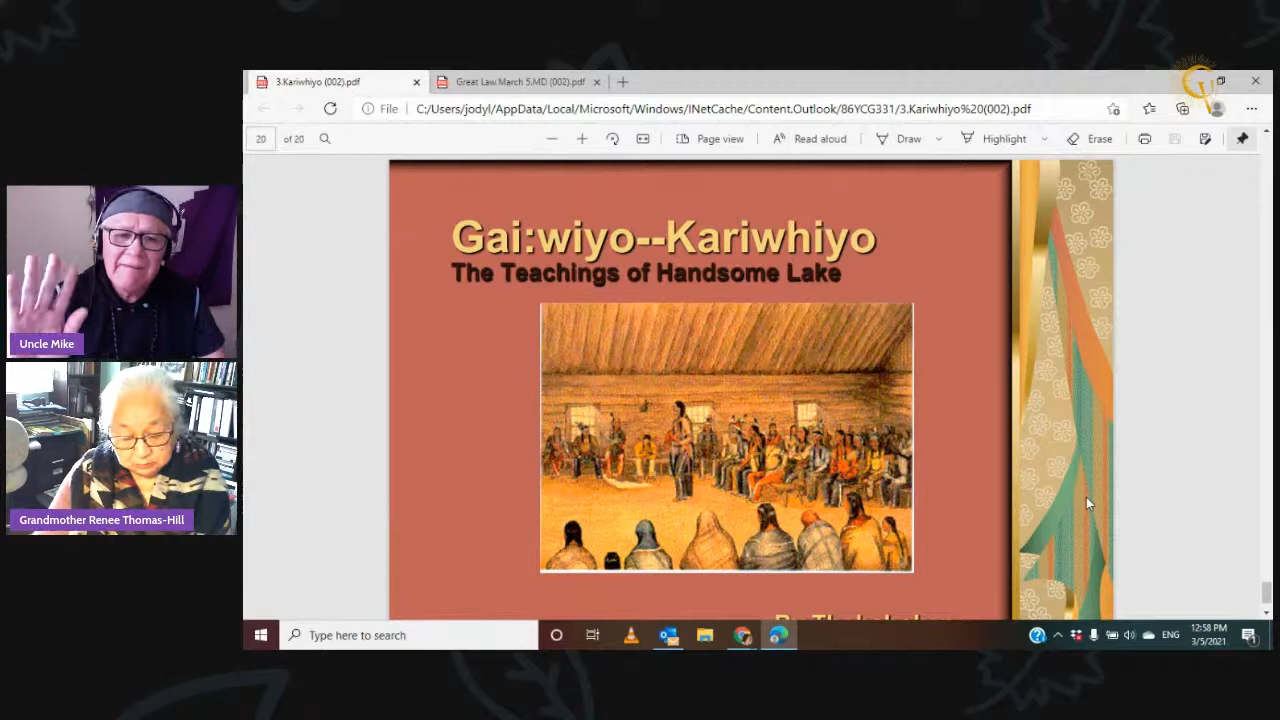 3.Kariwhiyo (002).pdf
Great Law.March 5.MD (002).pdf
File
C:/Users/jodyl/AppData/Local/Microsoft/Windows/INetCache/Content.Outlook/86YCG331/3.Kariwhiyo%20(002).pdf
20 of 20
Page view
Read aloud
Draw
Highlight
Erase
Gai:wiyo--Kariwhiyo
The Teachings of Handsome Lake
Uncle Mike
Grandmother Renee Thomas-Hill
Type here to search
ENG
12:58 PM
3/5/2021
1